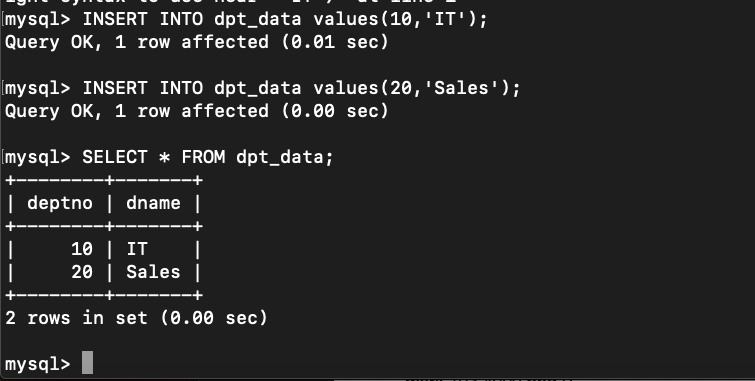 mysql> INSERT INTO dpt_data values(10,'IT');
Query OK, 1 row affected (0.01 sec)
mysql> INSERT INTO dpt_data values(20,'Sales');
Query OK, 1 row affected (0.00 sec)
mysql> SELECT * FROM dpt_data;
+--------+-------+
| deptno | dname |
+--------+-------+
|     10 | IT    |
|     20 | Sales |
+--------+-------+
2 rows in set (0.00 sec)
mysql>